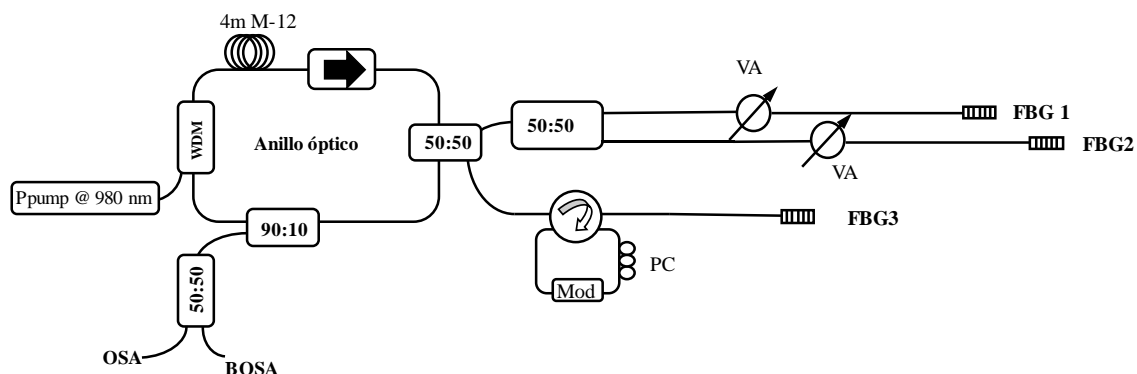 4m M-12
VA
FBG 1
50:50
WDM
Anillo óptico
50:50
FBG2
VA
Ppump @ 980 nm
FBG3
90:10
PC
50:50
Mod
OSA
BOSA